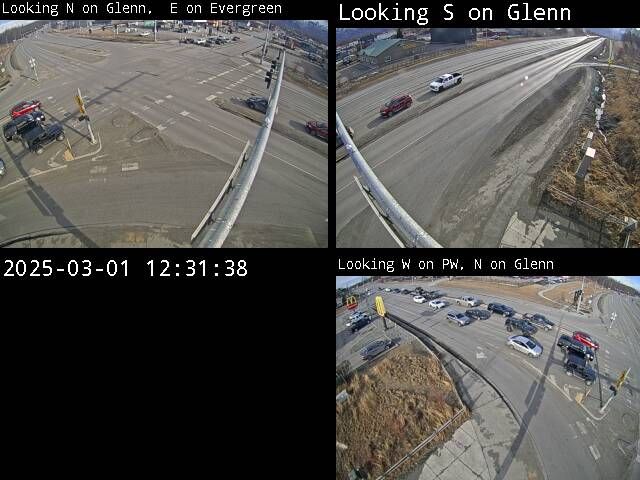 Looking N on Glenn,  E on Evergreen
Looking S on Glenn
2025-03-01 12:31:38
Looking W on PW, N on Glenn